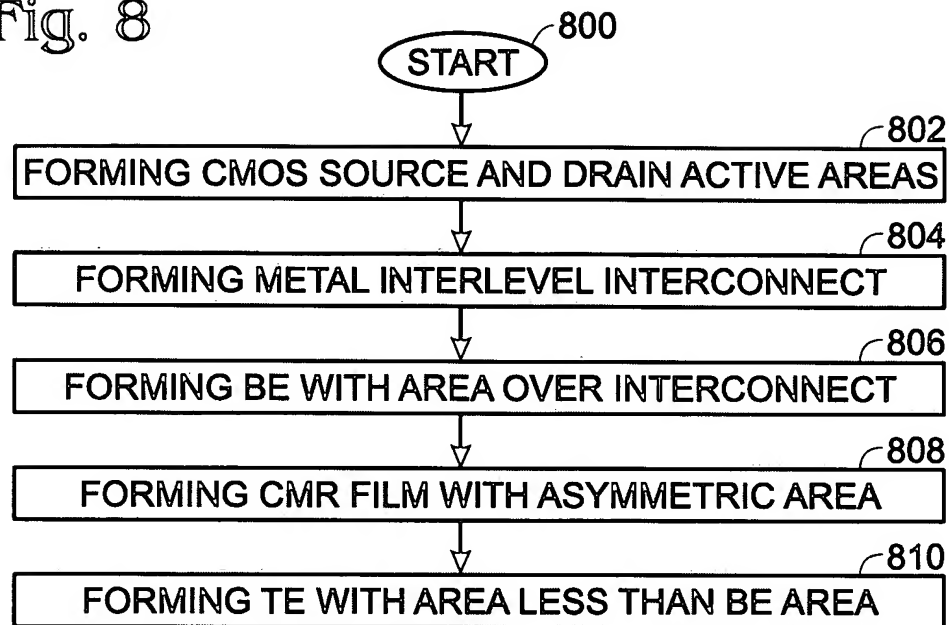 Fig. 8
800
START
802
FORMING CMOS SOURCE AND DRAIN ACTIVE AREAS
804
FORMING METAL INTERLEVEL INTERCONNECT
806
FORMING BE WITH AREA OVER INTERCONNECT
808
FORMING CMR FILM WITH ASYMMETRIC AREA
810
FORMING TE WITH AREA LESS THAN BE AREA